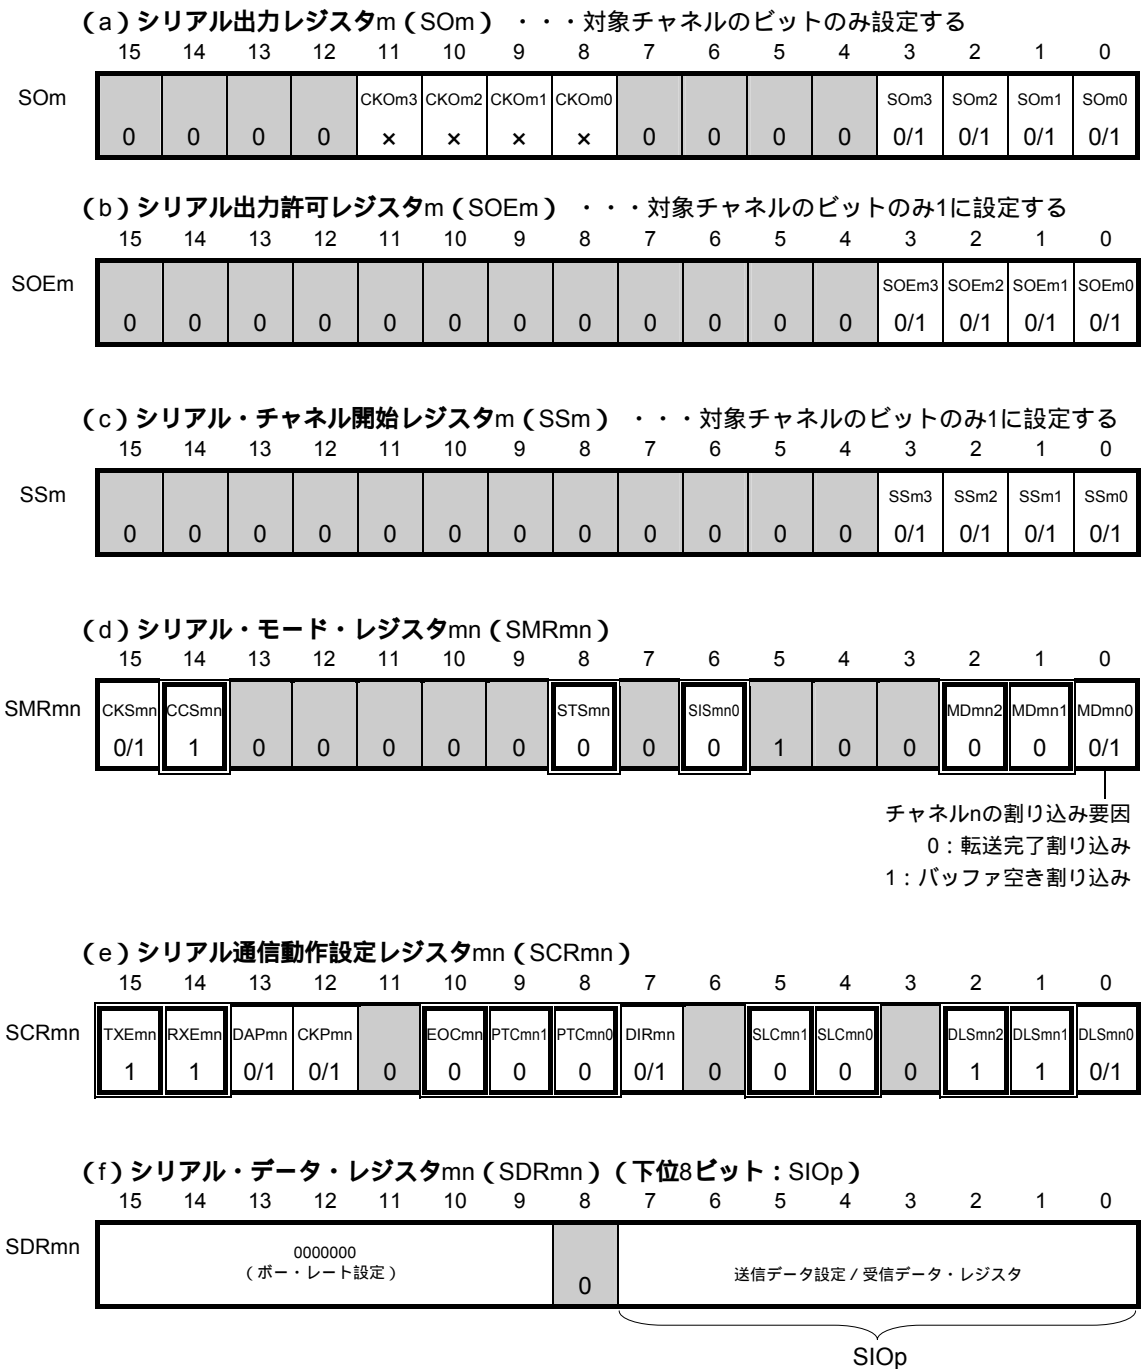 (a)シリアル出力レジスタm(SOm) ・・・対象チャネルのビットのみ設定する
15 14 13 12 11 10 9 8 7 6 5 4 3 2 1 0
SOm
CKOm3 CKOm2 CKOm1 CKOm0 SOm3 SOm2 SOm1 SOm0
0 0 0 0 × × × × 0 0 0 0 0/1 0/1 0/1 0/1
(b)シリアル出力許可レジスタm(SOEm) ・・・対象チャネルのビットのみ1に設定する
15 14 13 12 11 10 9 8 7 6 5 4 3 2 1 0
SOEm
SOEm3 SOEm2 SOEm1 SOEm0
0 0 0 0 0 0 0 0 0 0 0 0 0/1 0/1 0/1 0/1
(c)シリアル・チャネル開始レジスタm(SSm) ・・・対象チャネルのビットのみ1に設定する
15 14 13 12 11 10 9 8 7 6 5 4 3 2 1 0
SSm
SSm3 SSm2 SSm1 SSm0
0 0 0 0 0 0 0 0 0 0 0 0 0/1 0/1 0/1 0/1
(d)シリアル・モード・レジスタmn(SMRmn)
15 14 13 12 11 10 9 8 7 6 5 4 3 2 1 0
SMRmn
CKSmn CCSmn STSmn SISmn0 MDmn2 MDmn1 MDmn0
0/1 1 0 0 0 0 0 0 0 0 1 0 0 0 0 0/1
チャネルnの割り込み要因
0:転送完了割り込み
1:バッファ空き割り込み
(e)シリアル通信動作設定レジスタmn(SCRmn)
15 14 13 12 11 10 9 8 7 6 5 4 3 2 1 0
SCRmn
TXEmn RXEmn DAPmn CKPmn EOCmn PTCmn1 PTCmn0 DIRmn SLCmn1 SLCmn0 DLSmn2 DLSmn1 DLSmn0
1 1 0/1 0/1 0 0 0 0 0/1 0 0 0 0 1 1 0/1
(f)シリアル・データ・レジスタmn(SDRmn)(下位8ビット:SIOp)
15 14 13 12 11 10 9 8 7 6 5 4 3 2 1 0
SDRmn
0000000
(ボー・レート設定)
0
送信データ設定/受信データ・レジスタ
SIOp